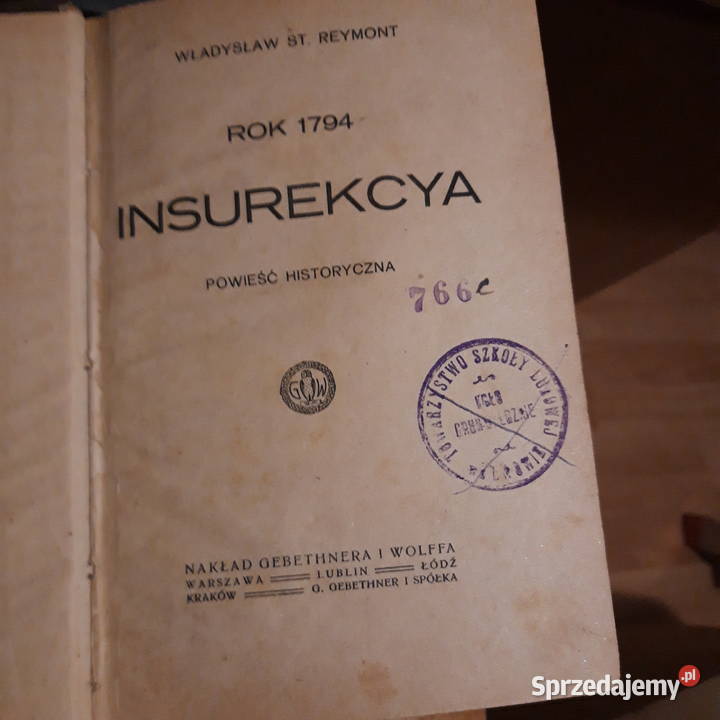 WŁADYSŁAW ST. REYMONT
ROK 1794
INSUREKCYA
POWIEŚĆ HISTORYCZNA
766c
TOWARZYSTWO SZKOŁY LUDOWEJ
G W
NAKŁAD GEBETHNERA I WOLFFA
WARSZAWA LUBLIN ŁÓDŹ
KRAKÓW G. GEBETHNER I SPÓŁKA
Sprzedajemy.pl